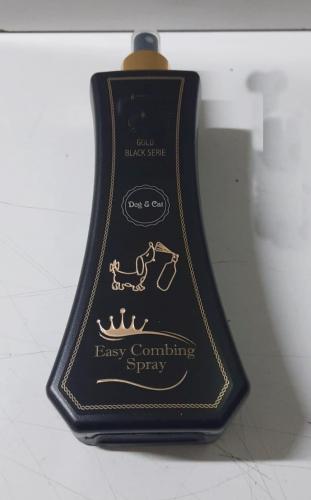 GOLD
BLACK SERIE
Dog & Cat
Easy Combing
Spray